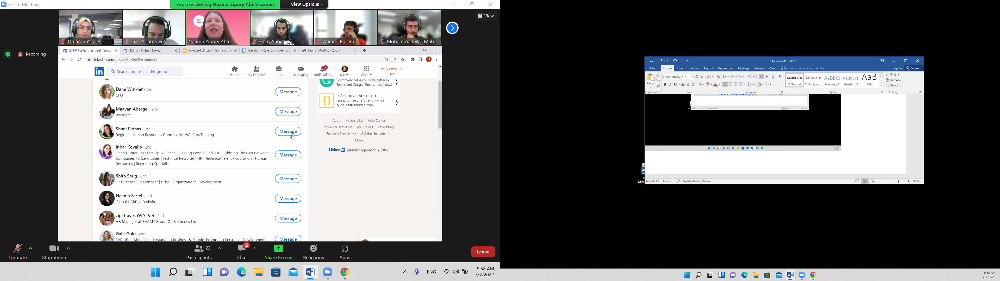 Zoom Meeting
You are viewing Naama Zipory Abir's screen
View Options
View
Recording
Omama Yousef
Luai Sharqawi
Naama Zipory Abir
Oday Sabe
Ahmad Basem
Mohammad Haj-Mah...
(3) HR Positions in Israel | Groups
(3) Shani Pinhas | LinkedIn
linkedin-Full stack_Naama with E
Elevation - Calendar - Week of Ju
Launch Meeting - Zoom
linkedin.com/groups/3970630/members/
N
in
Search for posts in this group
Home
My Network
Jobs
Messaging
3
Notifications
Me
Work
Retry Premium
Free
Dana Winkler · 2nd
CFO
Message
Maayan Abergel · 2nd
Recruiter
Message
Shani Pinhas · 2nd
Regional Human Resources Coordinator /Welfare/Training
Message
Inbar Kovalio · 2nd
Head Hunter For Start-Up & Hitech | Helping People Find JOB | Bridging The Gap Between
Companies To Candidates | Technical Recruiter | HR | Technical Talent Acquisition | Human
Resources | Recruiting Specialist
Message
Shira Sarig · 2nd
Hr Director | Hr Manager | Hrbp | Organizational Development
Message
Naama Farfel · 2nd
Global HRBP at Radwin
Message
zipi buyes ציפי בויס · 2nd
HR Manager at BAZAN Group Oil Refineries Ltd
Message
Galit Gold · 2nd
EVP HR at Mend | Understanding Business & People, Promoting Personnel Development
Message
Grammarly helps you write better in
Teams and Google Sheets. Install now!
מתכנתי על לצוות שלכם
לכם יש יעדים, לנו יש את הכשרונות
בשביל להביא אותם לחיים.
About
Accessibility
Help Center
Privacy & Terms
Ad Choices
Advertising
Business Services
Get the LinkedIn app
More
LinkedIn LinkedIn Corporation © 2022
Unmute
Stop Video
22
Participants
2
Chat
Share Screen
Reactions
Apps
Leave
ENG
9:58 AM
7/7/2022
Document1 - Word
File
Home
Insert
Design
Layout
References
Mailings
Review
View
Tell me what you want to do...
Sign in
Share
Paste
Calibri (Body)
11
Clipboard
Font
Paragraph
AaBbCcDc
¶ Normal
AaBbCcDc
¶ No Spac...
AaBbCc
Heading 1
AaBbCcD
Heading 2
AaB
Title
Styles
Find
Replace
Select
Editing
Micr
Page 9 of 9
4 words
English (United States)
260%
9:58 AM
7/7/2022